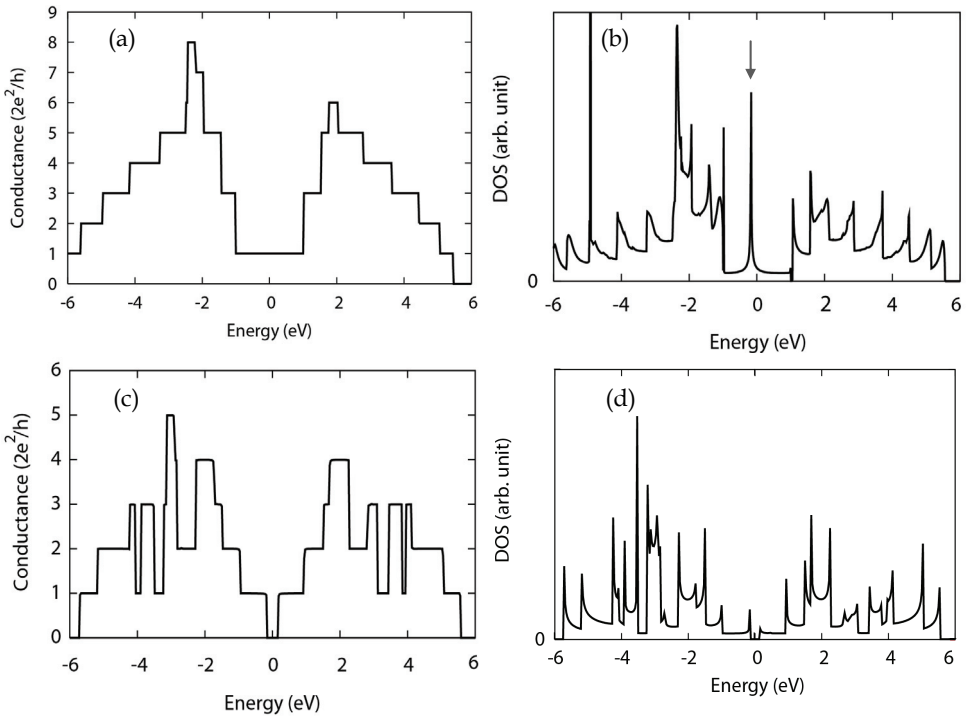 (a)
Conductance (2e²/h)
9
8
7
6
5
4
3
2
1
0
-6 -4 -2 0 2 4 6
Energy (eV)
(b)
DOS (arb. unit)
0
-6 -4 -2 0 2 4 6
Energy (eV)
(c)
Conductance (2e²/h)
6
5
4
3
2
1
0
-6 -4 -2 0 2 4 6
Energy (eV)
(d)
DOS (arb. unit)
0
-6 -4 -2 0 2 4 6
Energy (eV)